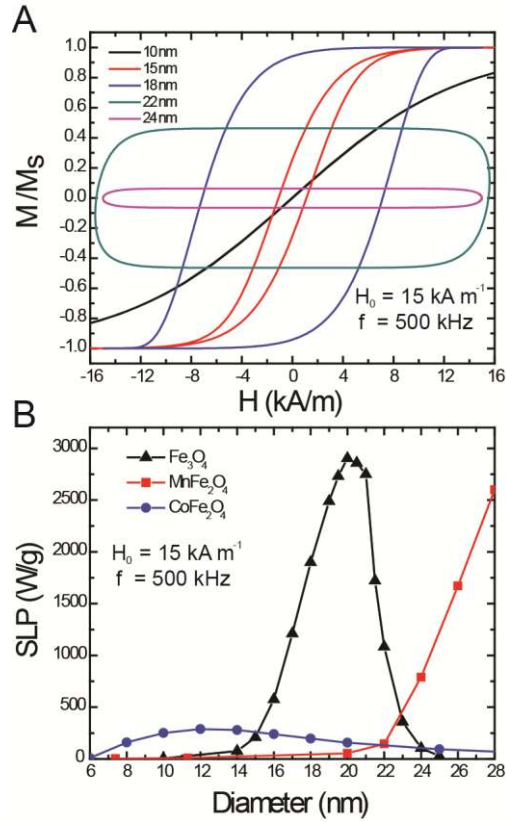 A
1.0
0.8
0.6
0.4
0.2
0.0
-0.2
-0.4
-0.6
-0.8
-1.0
M/Ms
10nm
15nm
18nm
22nm
24nm
H₀ = 15 kA m⁻¹
f = 500 kHz
-16 -12 -8 -4 0 4 8 12 16
H (kA/m)
B
3000
2500
2000
1500
1000
500
0
SLP (W/g)
Fe₃O₄
MnFe₂O₄
CoFe₂O₄
H₀ = 15 kA m⁻¹
f = 500 kHz
6 8 10 12 14 16 18 20 22 24 26 28
Diameter (nm)